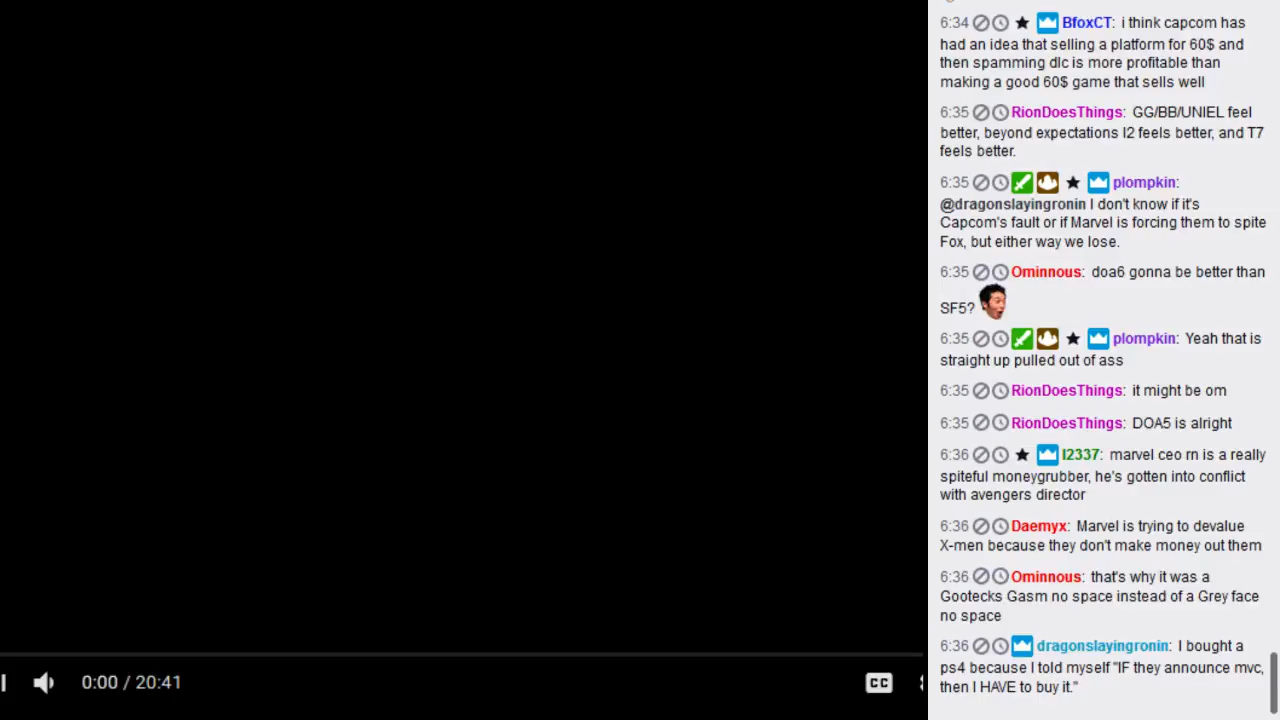 6:34 BfoxCT: i think capcom has
had an idea that selling a platform for 60$ and
then spamming dlc is more profitable than
making a good 60$ game that sells well
6:35 RionDoesThings: GG/BB/UNIEL feel
better, beyond expectations I2 feels better, and T7
feels better.
6:35 plompkin:
@dragonslayingronin I don't know if it's
Capcom's fault or if Marvel is forcing them to spite
Fox, but either way we lose.
6:35 Ominnous: doa6 gonna be better than
SF5?
6:35 plompkin: Yeah that is
straight up pulled out of ass
6:35 RionDoesThings: it might be om
6:35 RionDoesThings: DOA5 is alright
6:36 l2337: marvel ceo rn is a really
spiteful moneygrubber, he's gotten into conflict
with avengers director
6:36 Daemyx: Marvel is trying to devalue
X-men because they don't make money out them
6:36 Ominnous: that's why it was a
Gootecks Gasm no space instead of a Grey face
no space
6:36 dragonslayingronin: I bought a
ps4 because I told myself "IF they announce mvc,
then I HAVE to buy it."
0:00 / 20:41
CC